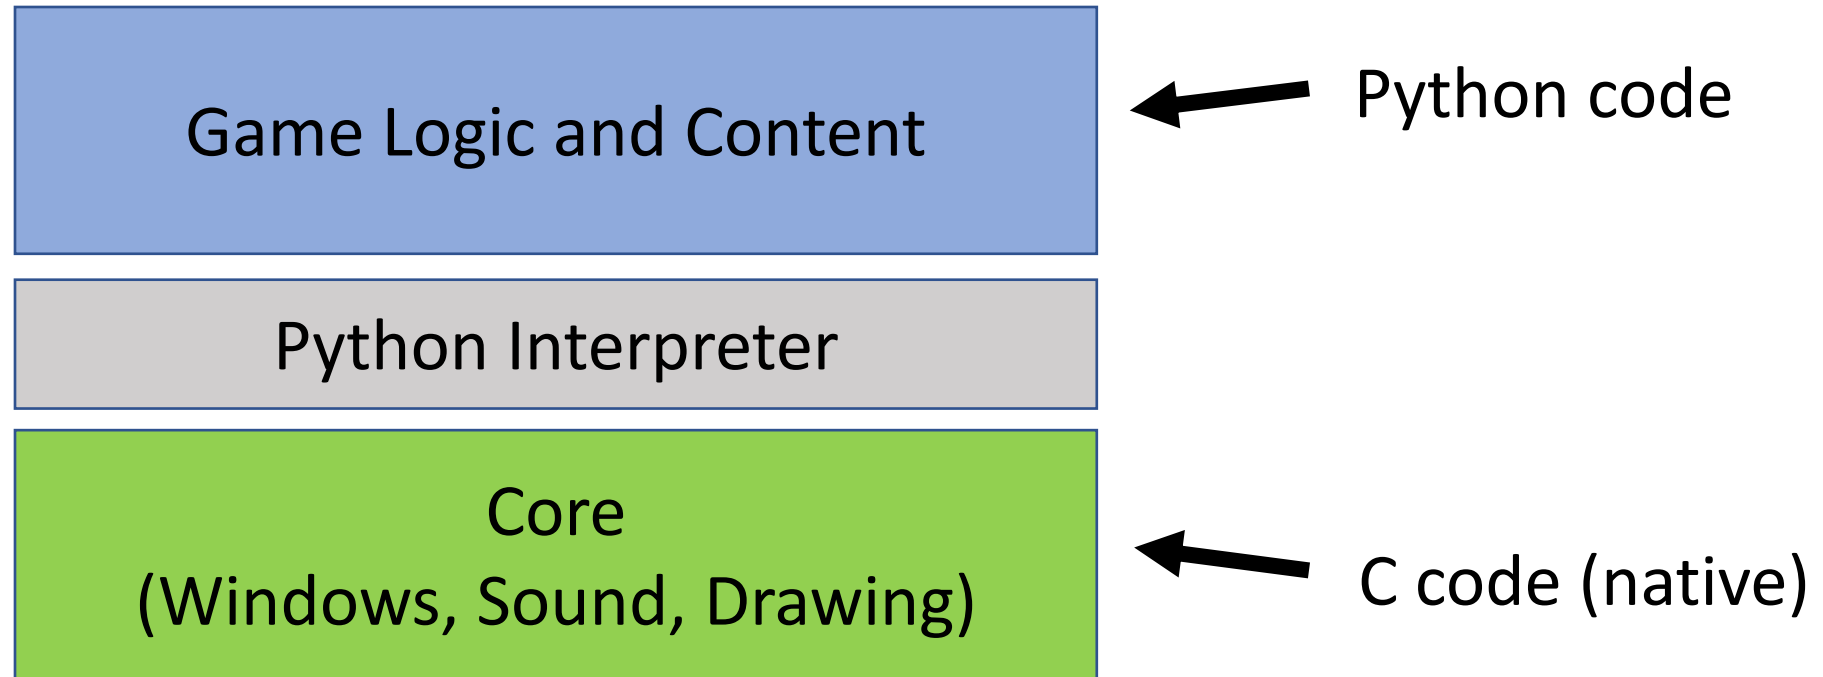 Game Logic and Content
Python code
Python Interpreter
Core
(Windows, Sound, Drawing)
C code (native)